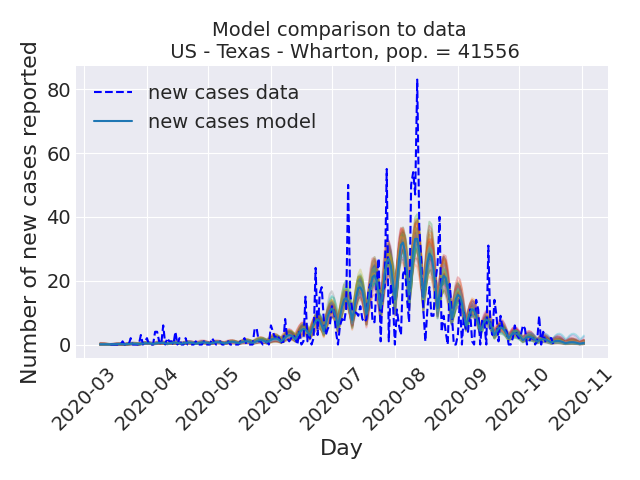 Model comparison to data
US - Texas - Wharton, pop. = 41556
Number of new cases reported
80
60
40
20
0
new cases data
new cases model
2020-03
2020-04
2020-05
2020-06
2020-07
2020-08
2020-09
2020-10
2020-11
Day